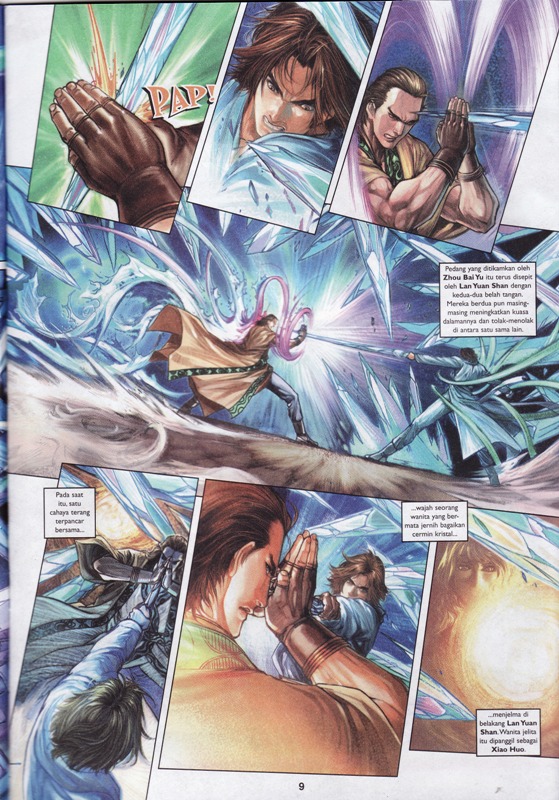 PAP!
Pedang yang ditikamkan oleh
Zhou Bai Yu itu terus disepit
oleh Lan Yuan Shan dengan
kedua-dua belah tangan.
Mereka berdua pun masing-
masing meningkatkan kuasa
dalamannya dan tolak-menolak
di antara satu sama lain.
Pada saat
itu, satu
cahaya terang
terpancar
bersama...
...wajah seorang
wanita yang ber-
mata jernih bagaikan
cermin kristal...
...menjelma di
belakang Lan Yuan
Shan. Wanita jelita
itu dipanggil sebagai
Xiao Huo.
9